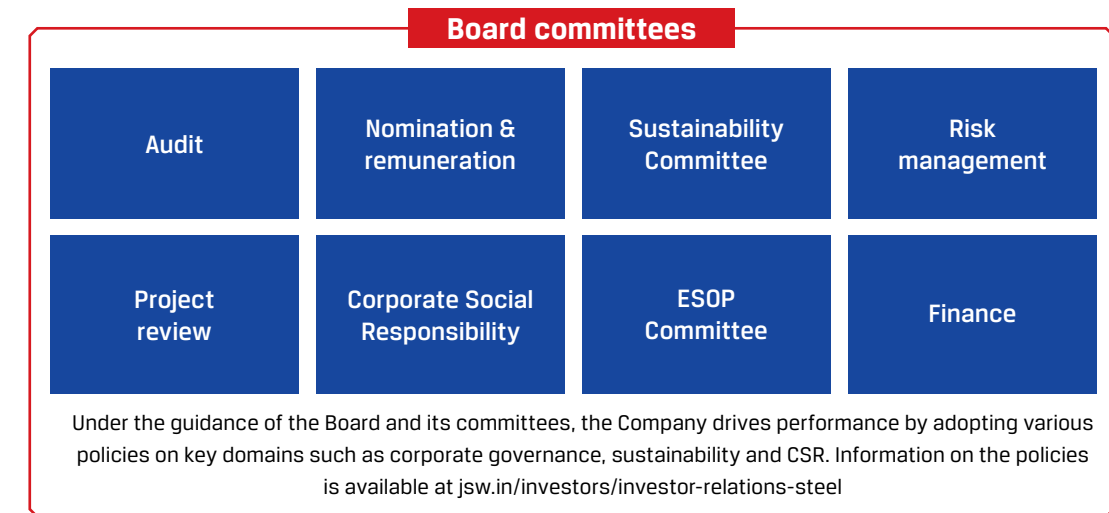 Board committees
Audit
Nomination &
remuneration
Sustainability
Committee
Risk
management
Project
review
Corporate Social
Responsibility
ESOP
Committee
Finance
Under the guidance of the Board and its committees, the Company drives performance by adopting various
policies on key domains such as corporate governance, sustainability and CSR. Information on the policies
is available at jsw.in/investors/investor-relations-steel